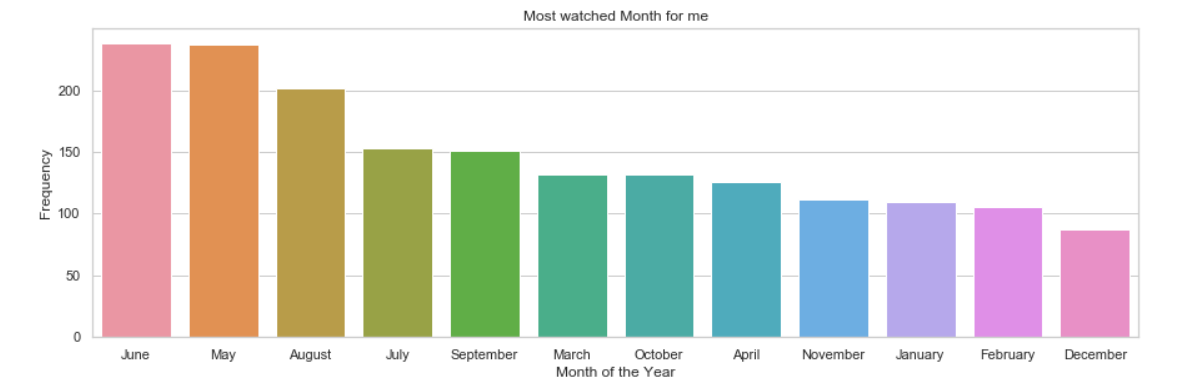 Most watched Month for me
Frequency
200
150
100
50
0
June May August July September March October April November January February December
Month of the Year